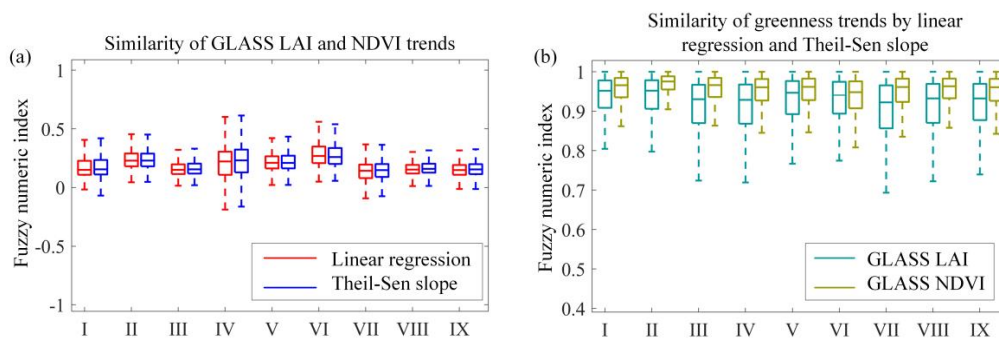 (a)
Similarity of GLASS LAI and NDVI trends
Fuzzy numeric index
1
0.5
0
-0.5
-1
Linear regression
Theil-Sen slope
I II III IV V VI VII VIII IX
(b)
Similarity of greenness trends by linear
regression and Theil-Sen slope
Fuzzy numeric index
1
0.9
0.8
0.7
0.6
0.5
0.4
GLASS LAI
GLASS NDVI
I II III IV V VI VII VIII IX